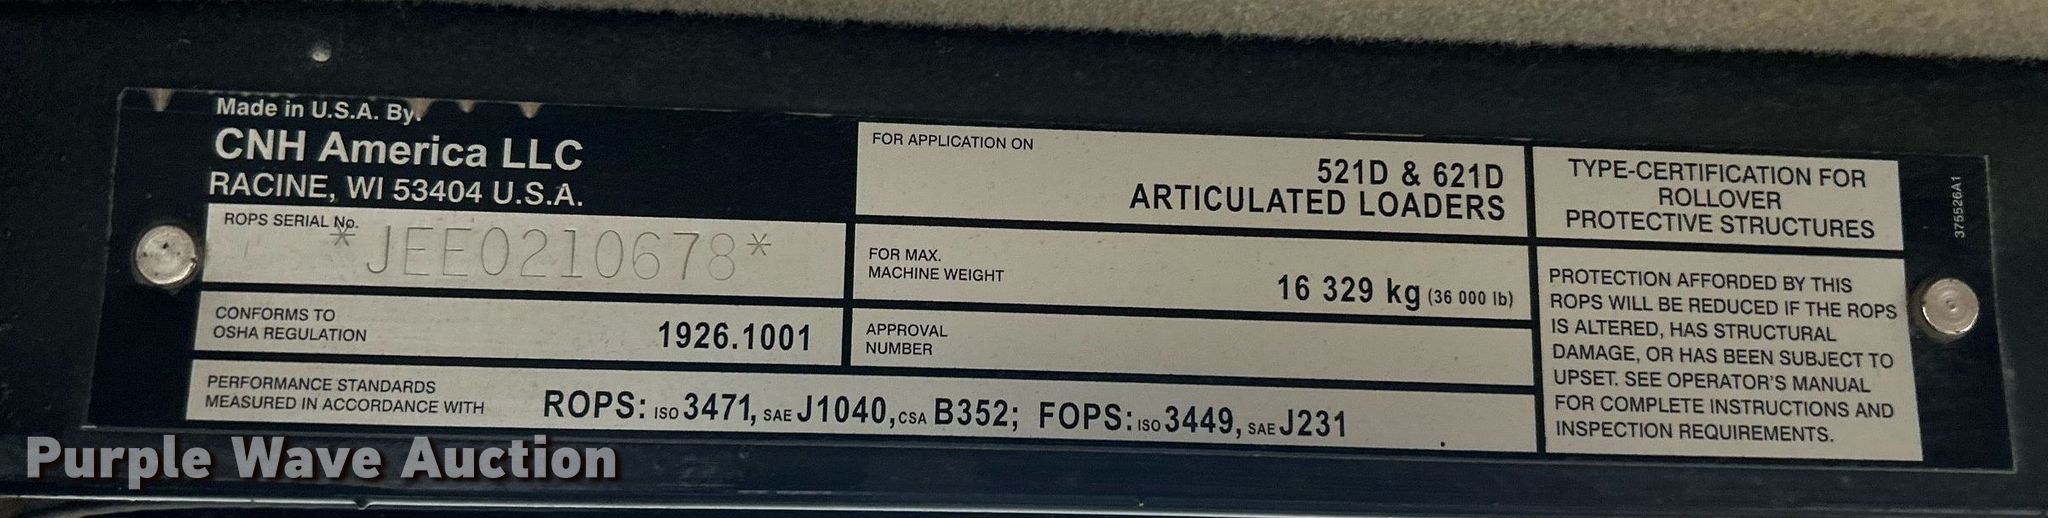 Made in U.S.A. By:
CNH America LLC
RACINE, WI 53404 U.S.A.
ROPS SERIAL No.
*JEE0210678*
CONFORMS TO
OSHA REGULATION
1926.1001
PERFORMANCE STANDARDS
MEASURED IN ACCORDANCE WITH
ROPS: ISO 3471, SAE J1040, CSA B352; FOPS: ISO 3449, SAE J231
FOR APPLICATION ON
521D & 621D
ARTICULATED LOADERS
FOR MAX.
MACHINE WEIGHT
16 329 kg (36 000 lb)
APPROVAL
NUMBER
TYPE-CERTIFICATION FOR
ROLLOVER
PROTECTIVE STRUCTURES
PROTECTION AFFORDED BY THIS
ROPS WILL BE REDUCED IF THE ROPS
IS ALTERED, HAS STRUCTURAL
DAMAGE, OR HAS BEEN SUBJECT TO
UPSET. SEE OPERATOR'S MANUAL
FOR COMPLETE INSTRUCTIONS AND
INSPECTION REQUIREMENTS.
375526A1
Purple Wave Auction